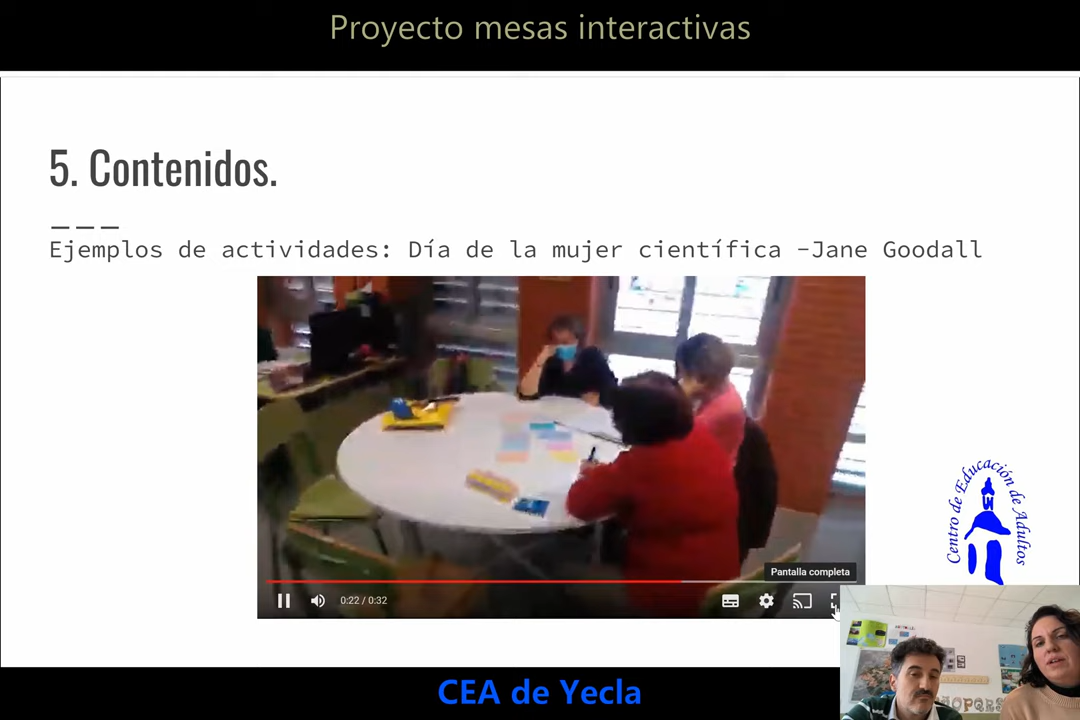 Proyecto mesas interactivas
5. Contenidos.
Ejemplos de actividades: Día de la mujer científica –Jane Goodall
Centro de Educación de Adultos
Pantalla completa
0:22 / 0:32
CEA de Yecla